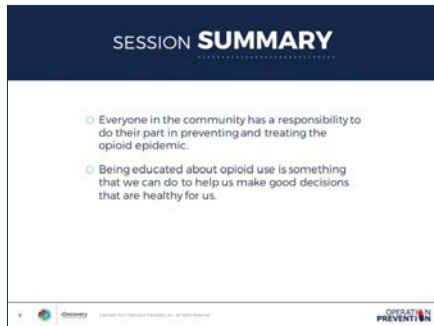 SESSION SUMMARY
Everyone in the community has a responsibility to
do their part in preventing and treating the
opioid epidemic.
Being educated about opioid use is something
that we can do to help us make good decisions
that are healthy for us.
Discovery
OPERATION
PREVENTION